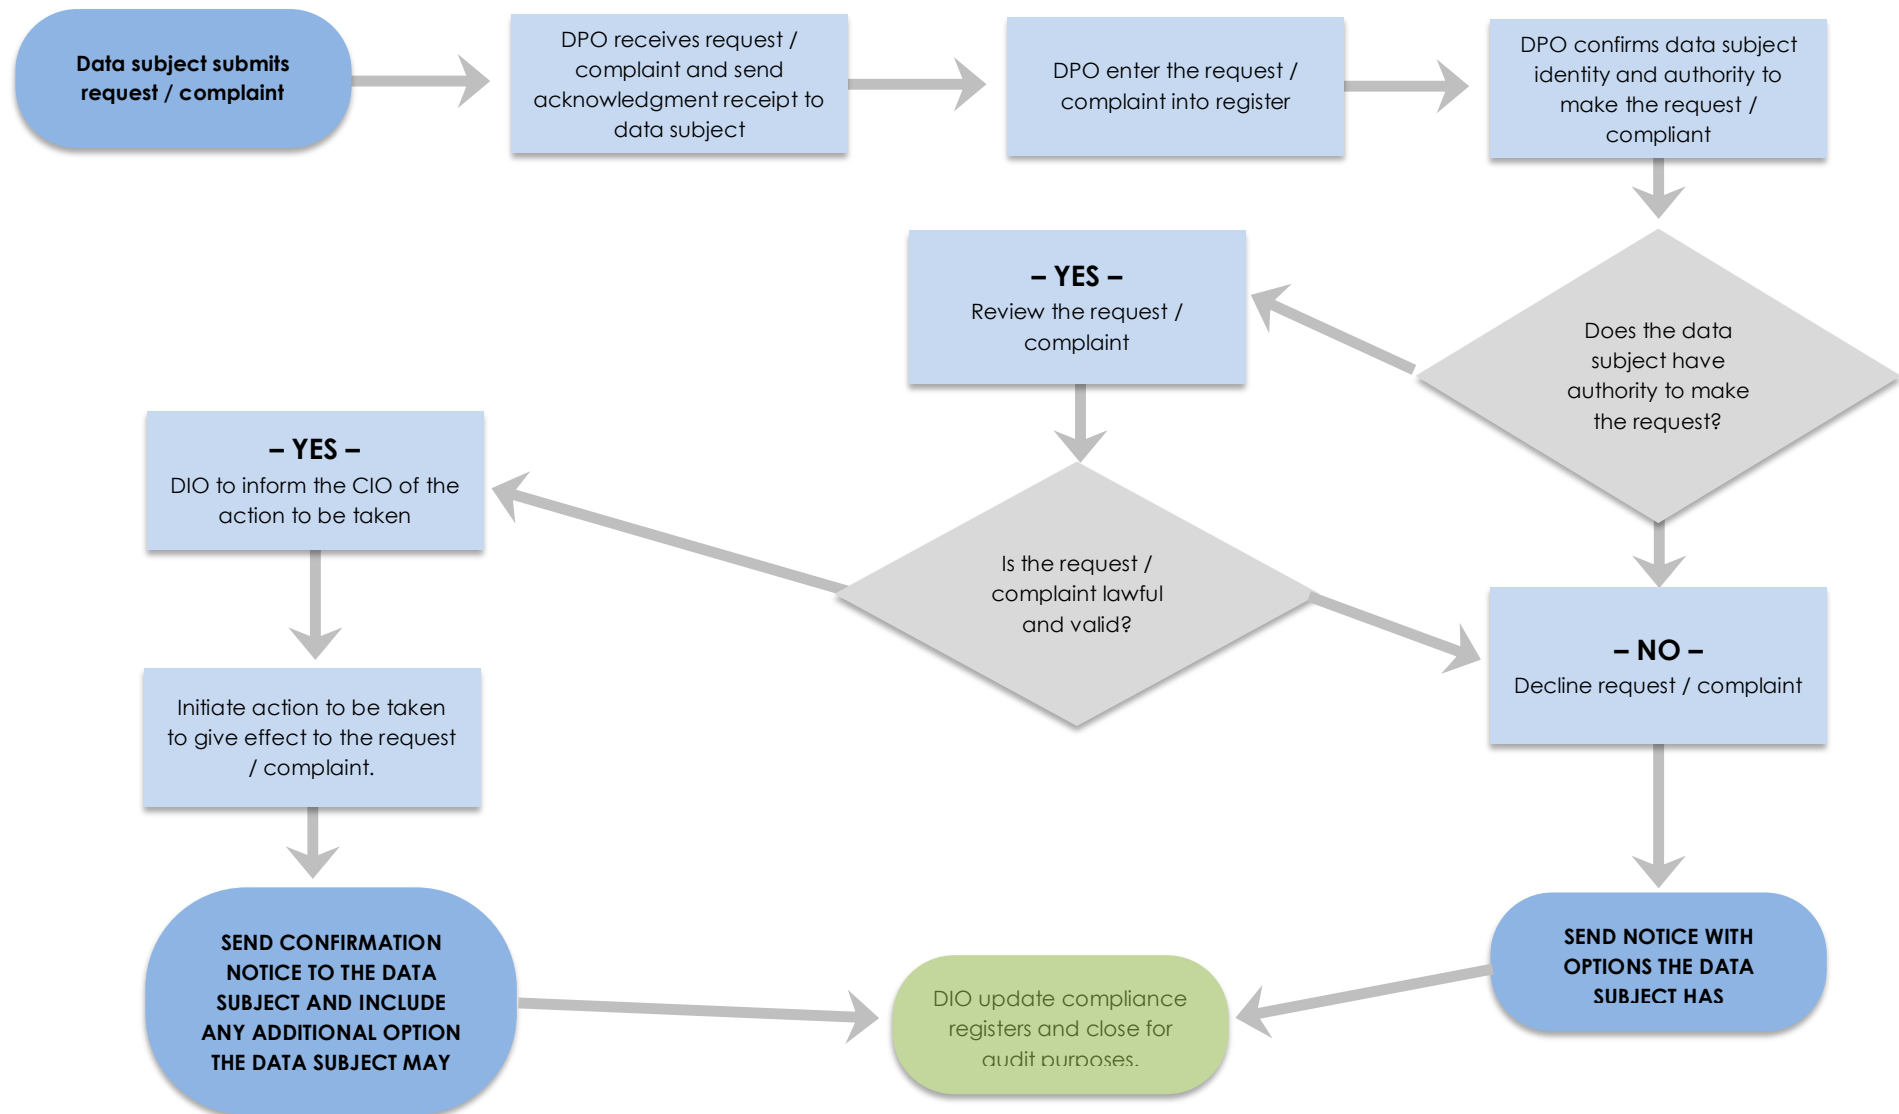 Data subject submits
request / complaint
DPO receives request /
complaint and send
acknowledgment receipt to
data subject
DPO enter the request /
complaint into register
DPO confirms data subject
identity and authority to
make the request /
compliant
Does the data
subject have
authority to make
the request?
– YES –
Review the request /
complaint
Is the request /
complaint lawful
and valid?
– YES –
DIO to inform the CIO of the
action to be taken
– NO –
Decline request / complaint
Initiate action to be taken
to give effect to the request
/ complaint.
SEND CONFIRMATION
NOTICE TO THE DATA
SUBJECT AND INCLUDE
ANY ADDITIONAL OPTION
THE DATA SUBJECT MAY
SEND NOTICE WITH
OPTIONS THE DATA
SUBJECT HAS
DIO update compliance
registers and close for
audit purposes.